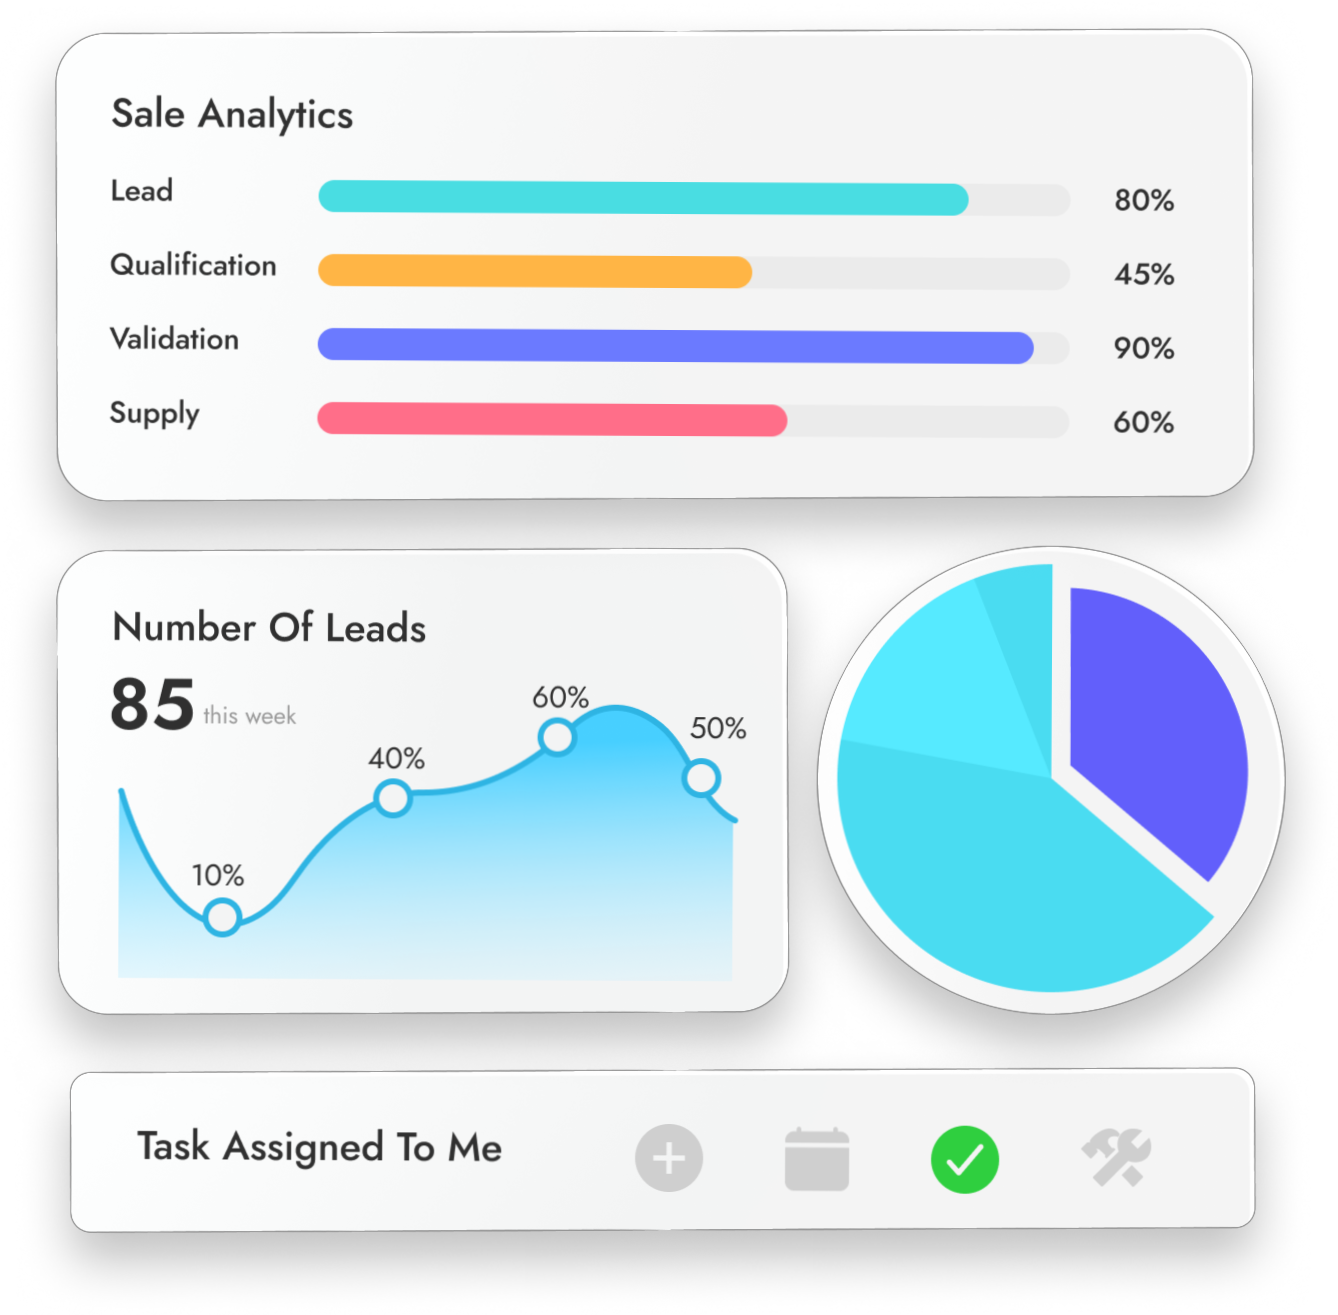 Sale Analytics
Lead 80%
Qualification 45%
Validation 90%
Supply 60%
Number Of Leads
85 this week
10%
40%
60%
50%
Task Assigned To Me